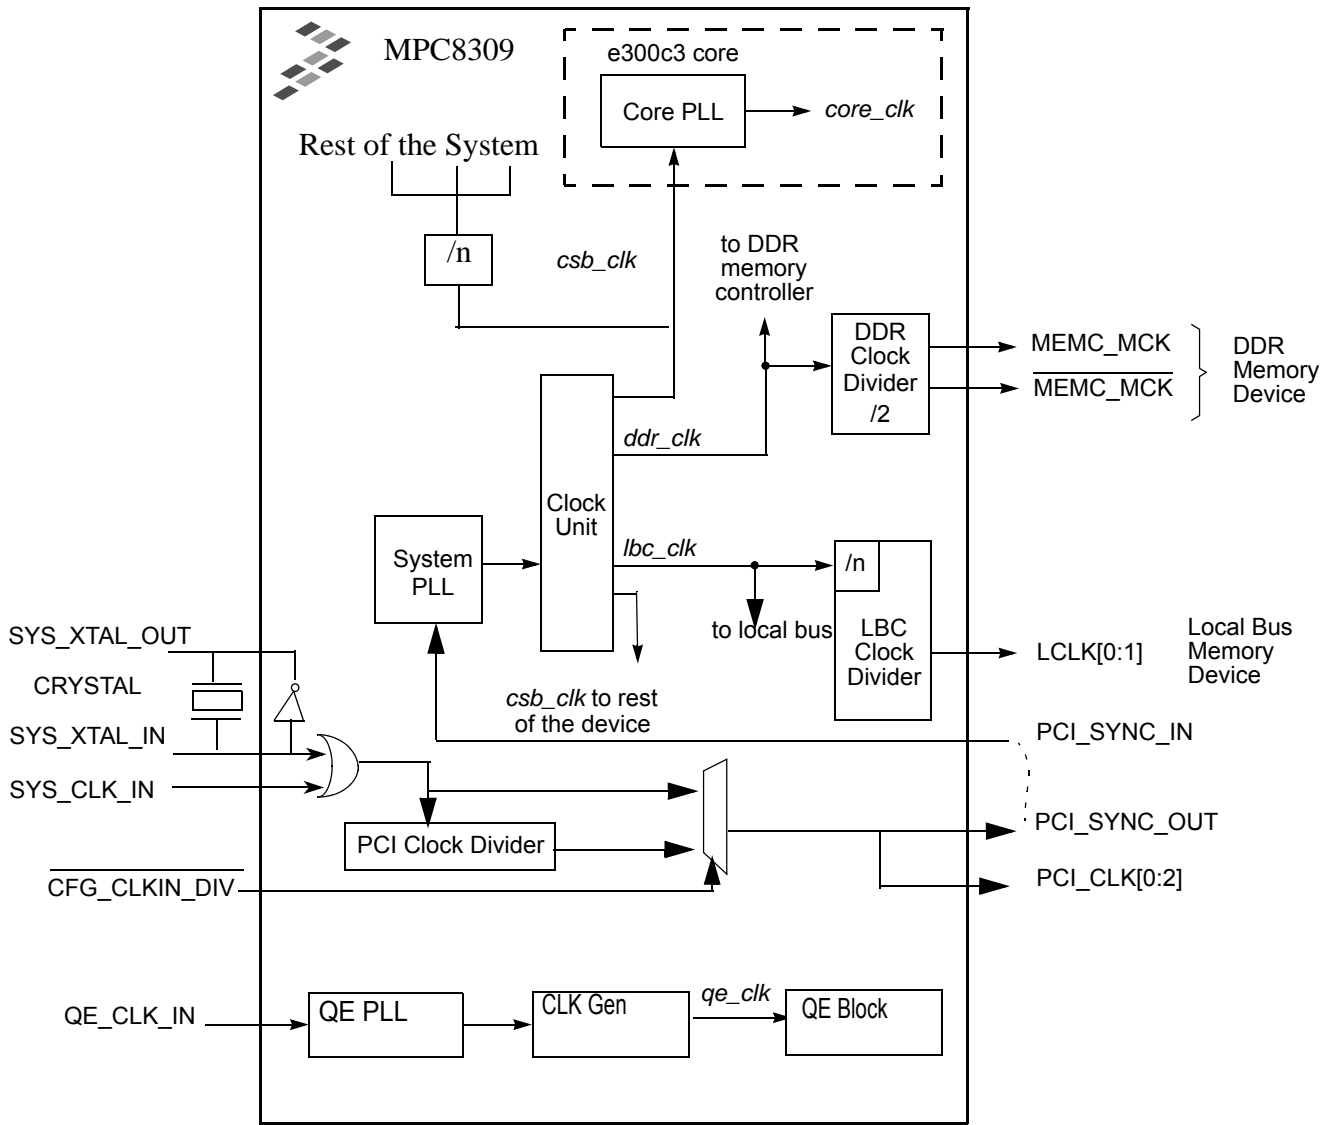 MPC8309
e300c3 core
Core PLL
core_clk
Rest of the System
/n
csb_clk
to DDR
memory
controller
DDR
Clock
Divider
/2
MEMC_MCK
MEMC_MCK
DDR
Memory
Device
ddr_clk
Clock
Unit
System
PLL
lbc_clk
/n
to local bus
LBC
Clock
Divider
LCLK[0:1]
Local Bus
Memory
Device
SYS_XTAL_OUT
CRYSTAL
SYS_XTAL_IN
SYS_CLK_IN
csb_clk to rest
of the device
PCI_SYNC_IN
PCI Clock Divider
PCI_SYNC_OUT
CFG_CLKIN_DIV
PCI_CLK[0:2]
QE_CLK_IN
QE PLL
CLK Gen
qe_clk
QE Block